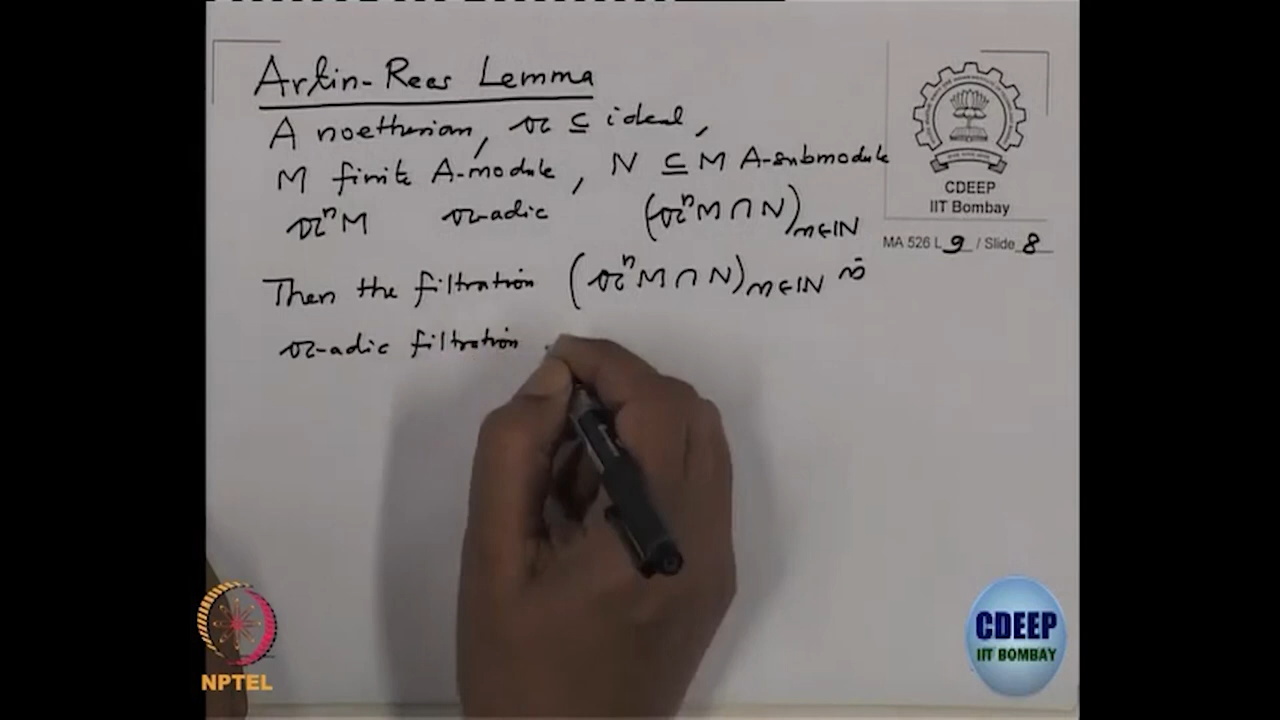 Artin-Rees Lemma
A noetherian, 𝔞 ⊆ ideal,
M finite A-module, N ⊆ M A-submodule
𝔞ⁿM 𝔞-adic (𝔞ⁿM ∩ N)ₙ∈ℕ
Then the filtration (𝔞ⁿM ∩ N)ₙ∈ℕ is
𝔞-adic filtration
CDEEP
IIT Bombay
MA 526 L 9 / Slide 8
NPTEL
CDEEP
IIT BOMBAY